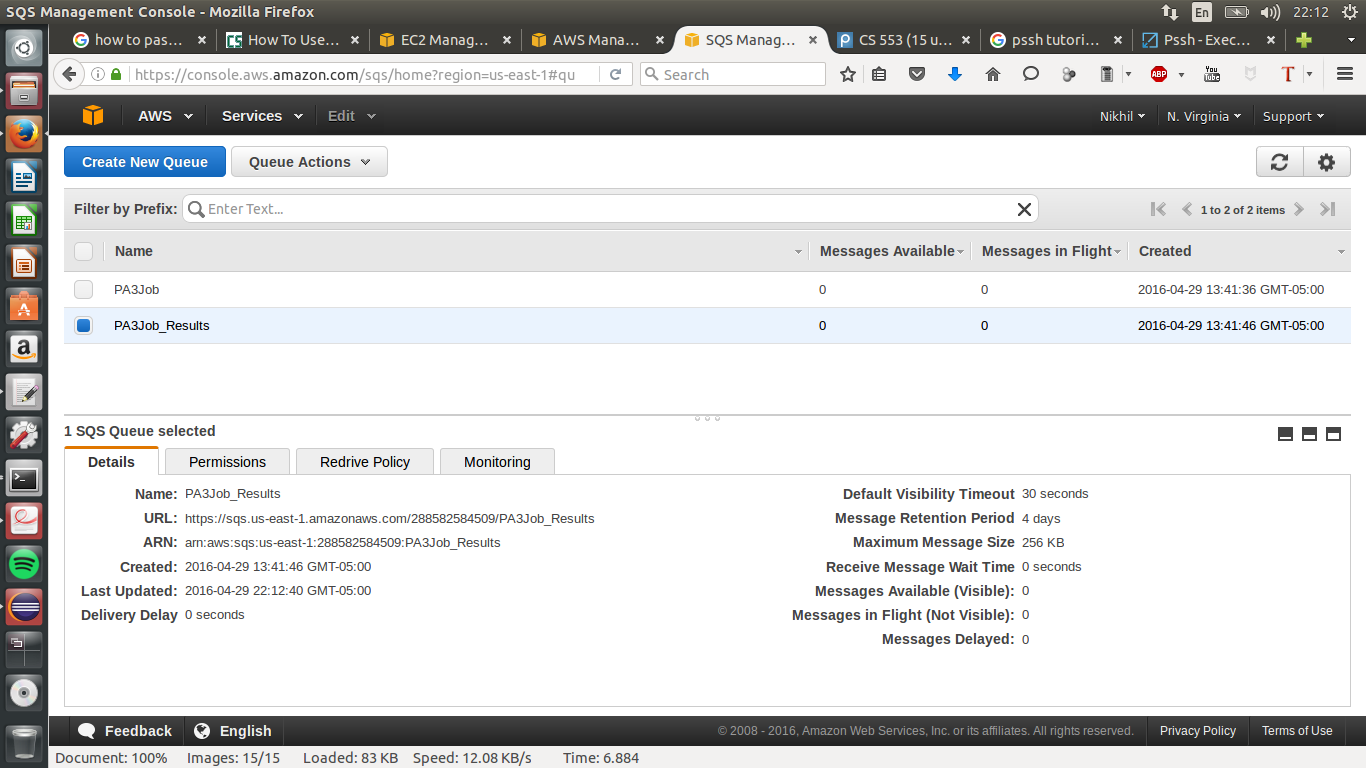 SQS Management Console - Mozilla Firefox
En
22:12
how to pas…
How To Use…
EC2 Manag…
AWS Mana…
SQS Manag…
CS 553 (15 u…
pssh tutori…
Pssh - Exec…
https://console.aws.amazon.com/sqs/home?region=us-east-1#qu
Search
ABP
You
Tube
T
AWS
Services
Edit
Nikhil
N. Virginia
Support
Create New Queue
Queue Actions
Filter by Prefix:
Enter Text...
1 to 2 of 2 items
Name
Messages Available
Messages in Flight
Created
PA3Job
0
0
2016-04-29 13:41:36 GMT-05:00
PA3Job_Results
0
0
2016-04-29 13:41:46 GMT-05:00
1 SQS Queue selected
Details
Permissions
Redrive Policy
Monitoring
Name: PA3Job_Results
URL: https://sqs.us-east-1.amazonaws.com/288582584509/PA3Job_Results
ARN: arn:aws:sqs:us-east-1:288582584509:PA3Job_Results
Created: 2016-04-29 13:41:46 GMT-05:00
Last Updated: 2016-04-29 22:12:40 GMT-05:00
Delivery Delay 0 seconds
Default Visibility Timeout 30 seconds
Message Retention Period 4 days
Maximum Message Size 256 KB
Receive Message Wait Time 0 seconds
Messages Available (Visible): 0
Messages in Flight (Not Visible): 0
Messages Delayed: 0
Feedback
English
© 2008 - 2016, Amazon Web Services, Inc. or its affiliates. All rights reserved.
Privacy Policy
Terms of Use
Document: 100%
Images: 15/15
Loaded: 83 KB
Speed: 12.08 KB/s
Time: 6.884